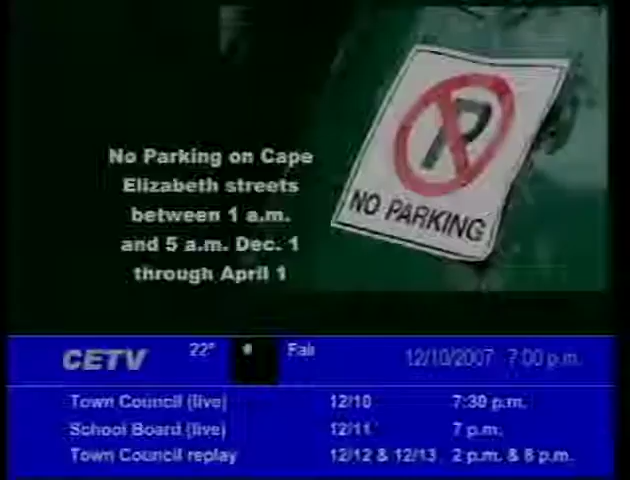 No Parking on Cape
Elizabeth streets
between 1 a.m.
and 5 a.m. Dec. 1
through April 1
P
NO PARKING
CETV 22° Fair 12/10/2007 7:00 p.m.
Town Council (live) 12/10 7:30 p.m.
School Board (live) 12/11 7 p.m.
Town Council replay 12/12 & 12/13 2 p.m. & 8 p.m.